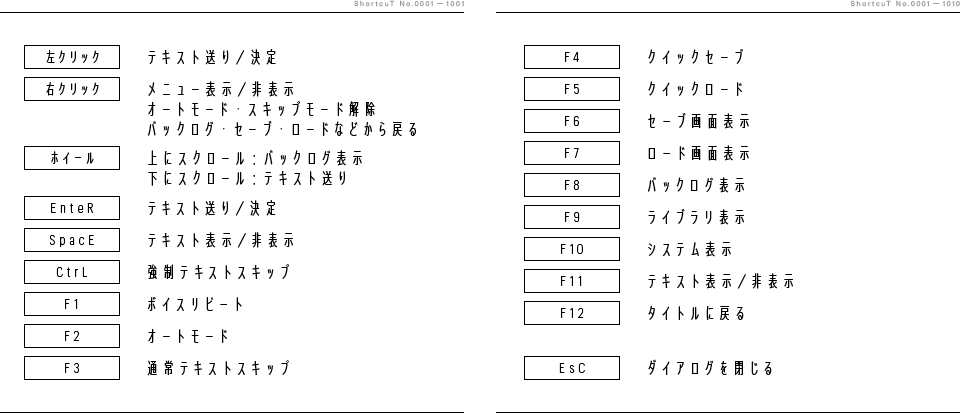 ShortcuT No.0001—1001
左クリック テキスト送り/決定
右クリック メニュー表示/非表示
オートモード・スキップモード解除
バックログ・セーブ・ロードなどから戻る
ホイール 上にスクロール：バックログ表示
下にスクロール：テキスト送り
EnteR テキスト送り/決定
SpacE テキスト表示/非表示
CtrL 強制テキストスキップ
F1 ボイスリピート
F2 オートモード
F3 通常テキストスキップ
ShortcuT No.0001—1010
F4 クイックセーブ
F5 クイックロード
F6 セーブ画面表示
F7 ロード画面表示
F8 バックログ表示
F9 ライブラリ表示
F10 システム表示
F11 テキスト表示/非表示
F12 タイトルに戻る
EsC ダイアログを閉じる